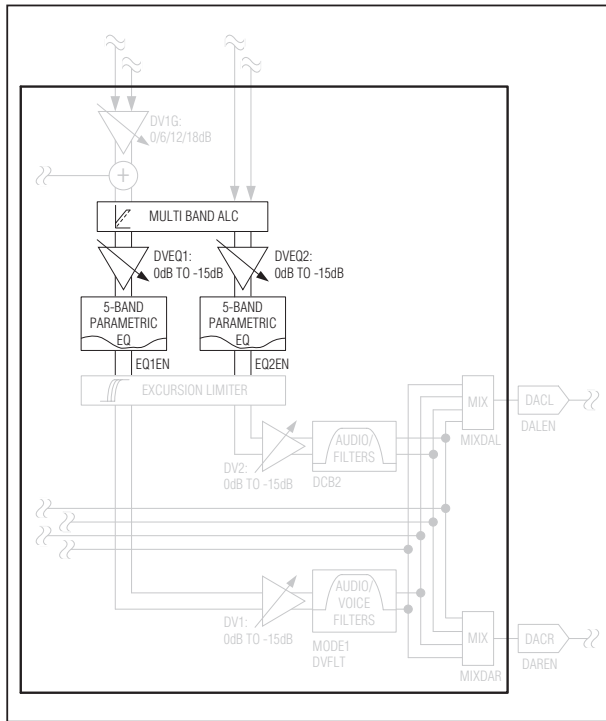 DV1G:
0/6/12/18dB
+
MULTI BAND ALC
DVEQ1:
0dB TO -15dB
DVEQ2:
0dB TO -15dB
5-BAND
PARAMETRIC
EQ
5-BAND
PARAMETRIC
EQ
EQ1EN
EQ2EN
EXCURSION LIMITER
MIX
DACL
MIXDAL
DALEN
AUDIO/
FILTERS
DV2:
0dB TO -15dB
DCB2
AUDIO/
VOICE
FILTERS
DV1:
0dB TO -15dB
MODE1
DVFLT
MIX
DACR
MIXDAR
DAREN